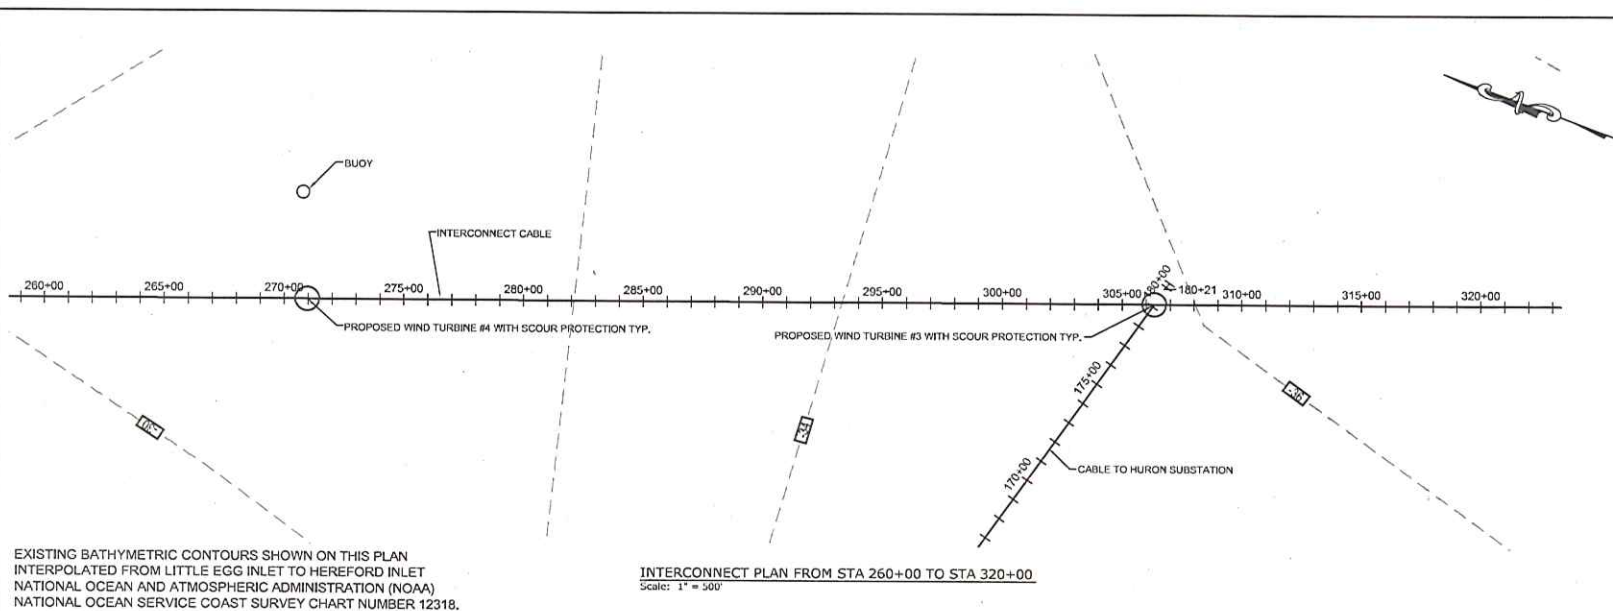 BUOY
INTERCONNECT CABLE
260+00 265+00 270+00 275+00 280+00 285+00 290+00 295+00 300+00 305+00 180+00 180+21 310+00 315+00 320+00
PROPOSED WIND TURBINE #4 WITH SCOUR PROTECTION TYP.
PROPOSED WIND TURBINE #3 WITH SCOUR PROTECTION TYP.
175+00
-36'
-30'
-34
170+00
CABLE TO HURON SUBSTATION
EXISTING BATHYMETRIC CONTOURS SHOWN ON THIS PLAN
INTERPOLATED FROM LITTLE EGG INLET TO HEREFORD INLET
NATIONAL OCEAN AND ATMOSPHERIC ADMINISTRATION (NOAA)
NATIONAL OCEAN SERVICE COAST SURVEY CHART NUMBER 12318.
INTERCONNECT PLAN FROM STA 260+00 TO STA 320+00
Scale: 1" = 500'